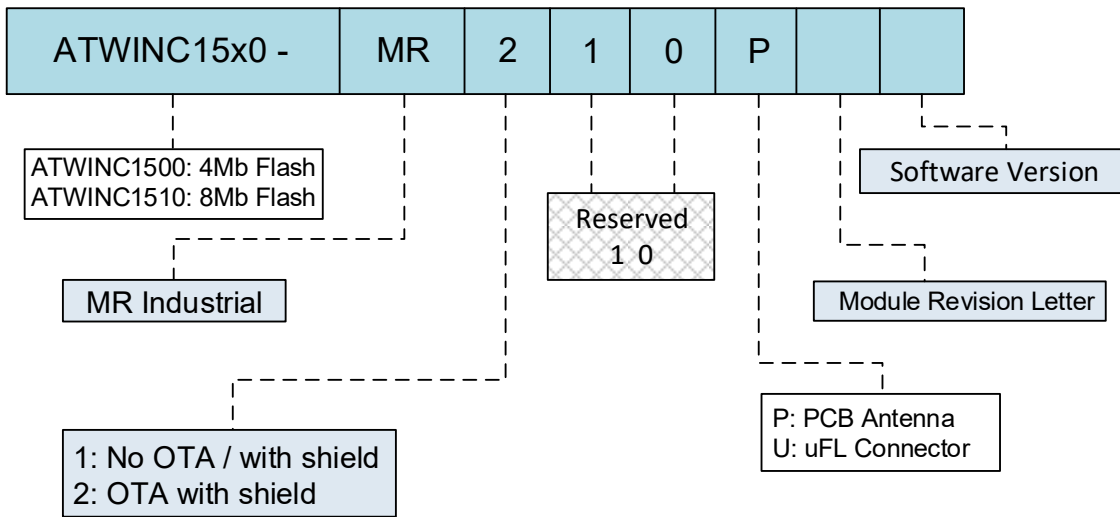 ATWINC15x0 - MR 2 1 0 P
ATWINC1500: 4Mb Flash
ATWINC1510: 8Mb Flash
Software Version
Reserved
1 0
MR Industrial
Module Revision Letter
P: PCB Antenna
U: uFL Connector
1: No OTA / with shield
2: OTA with shield